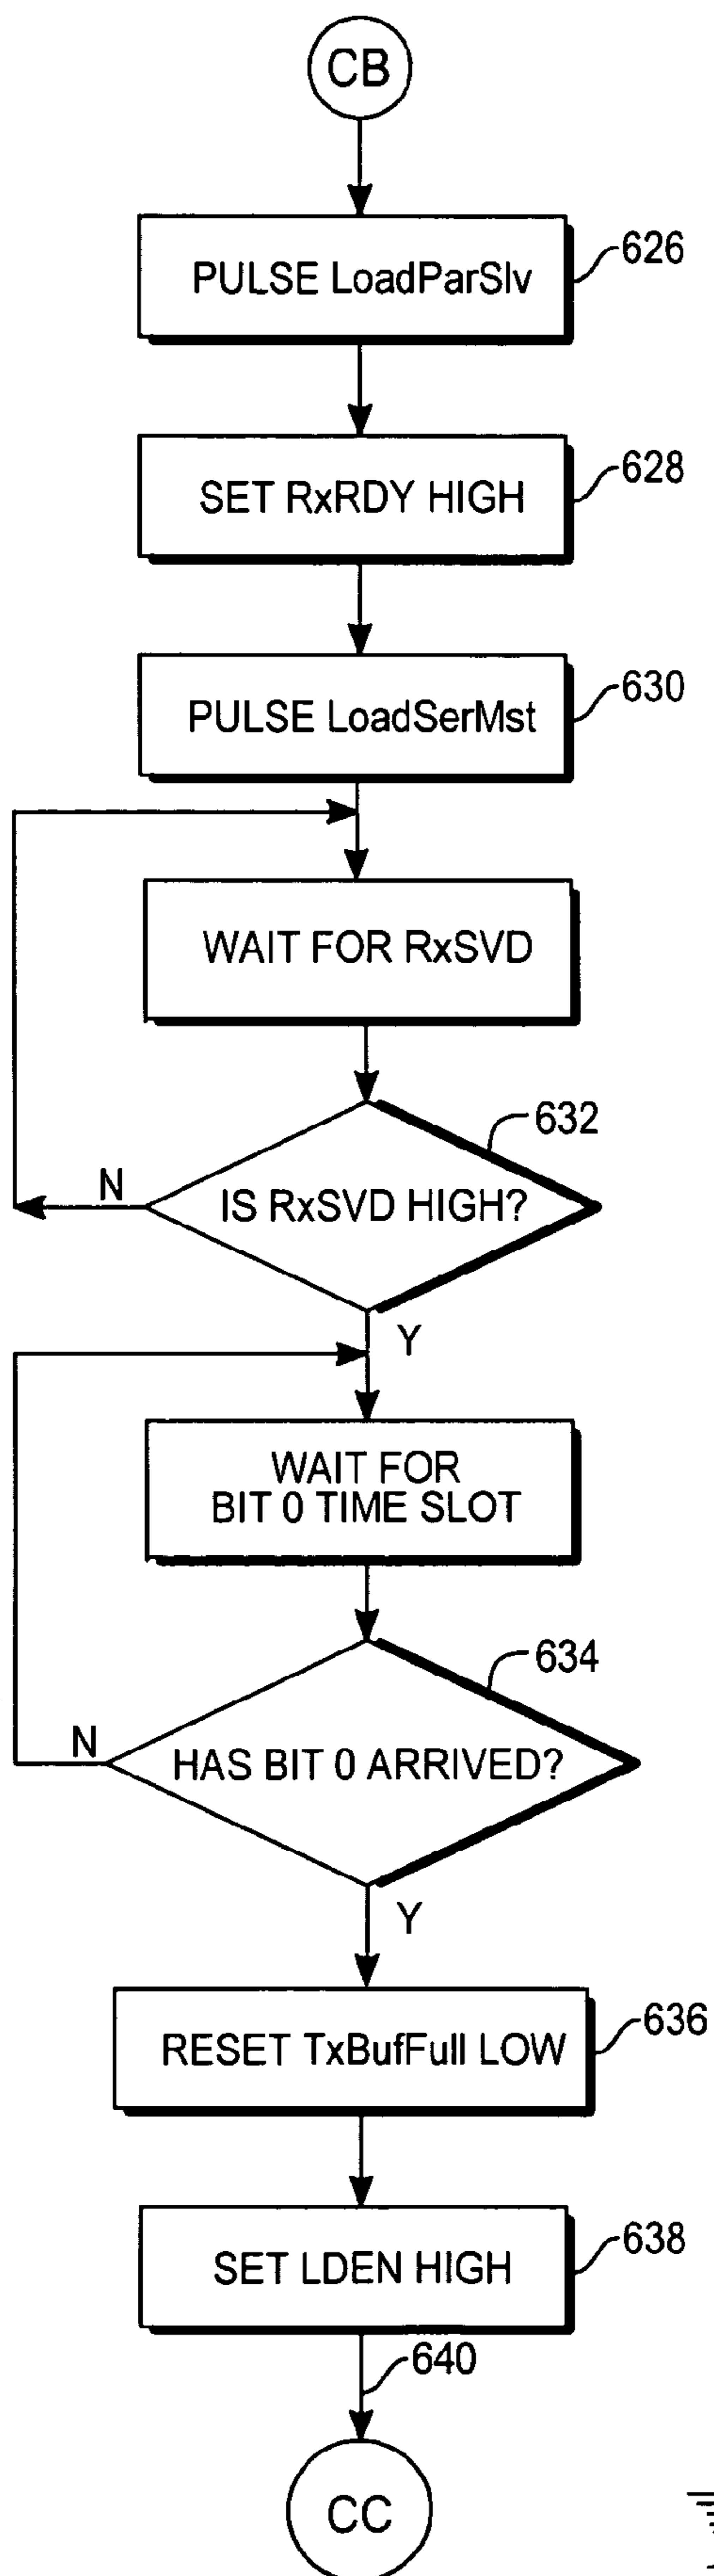 CB
PULSE LoadParSlv
626
SET RxRDY HIGH
628
PULSE LoadSerMst
630
WAIT FOR RxSVD
632
IS RxSVD HIGH?
N
Y
WAIT FOR
BIT 0 TIME SLOT
634
HAS BIT 0 ARRIVED?
N
Y
RESET TxBufFull LOW
636
SET LDEN HIGH
638
640
CC